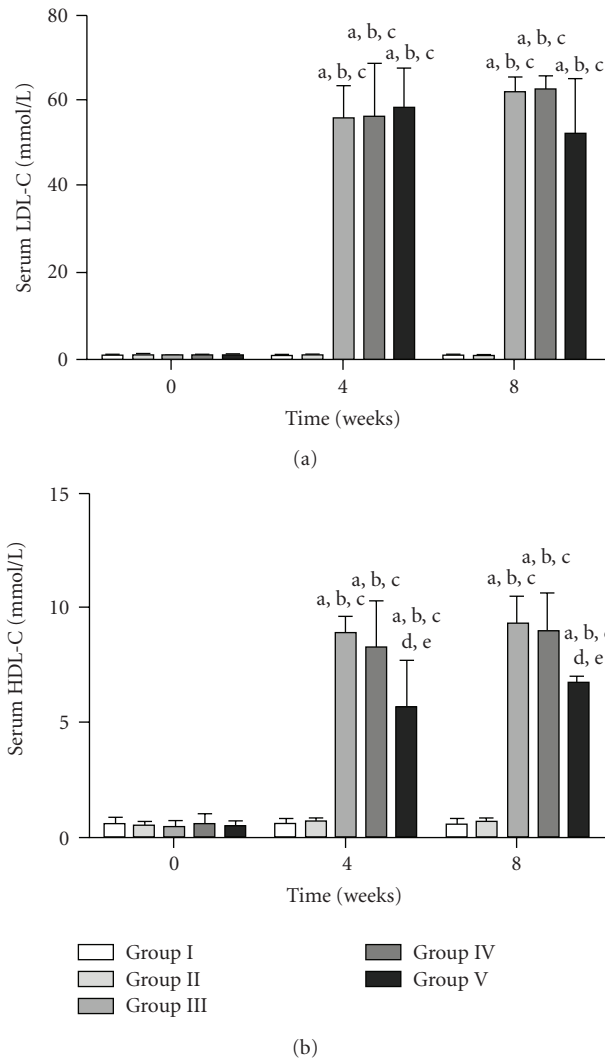 80
60
40
20
0
Serum LDL-C (mmol/L)
a, b, c
a, b, c
a, b, c
a, b, c
a, b, c
a, b, c
0 4 8
Time (weeks)
(a)
15
10
5
0
Serum HDL-C (mmol/L)
a, b, c
a, b, c
a, b, c
d, e
a, b, c
a, b, c
a, b, c
d, e
0 4 8
Time (weeks)
Group I
Group II
Group III
Group IV
Group V
(b)